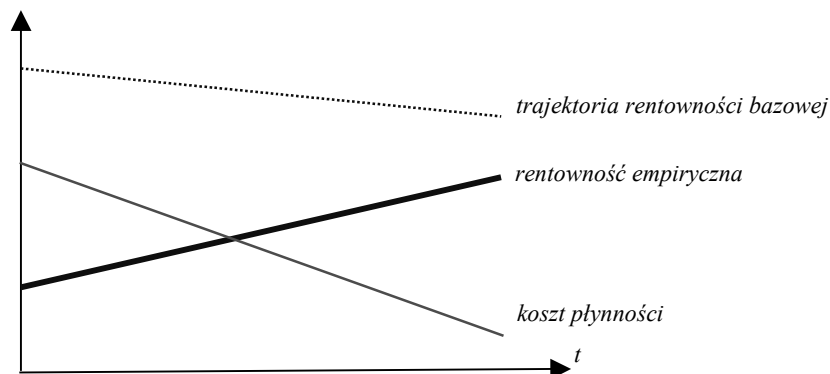 trajektoria rentowności bazowej
rentowność empiryczna
koszt płynności
t